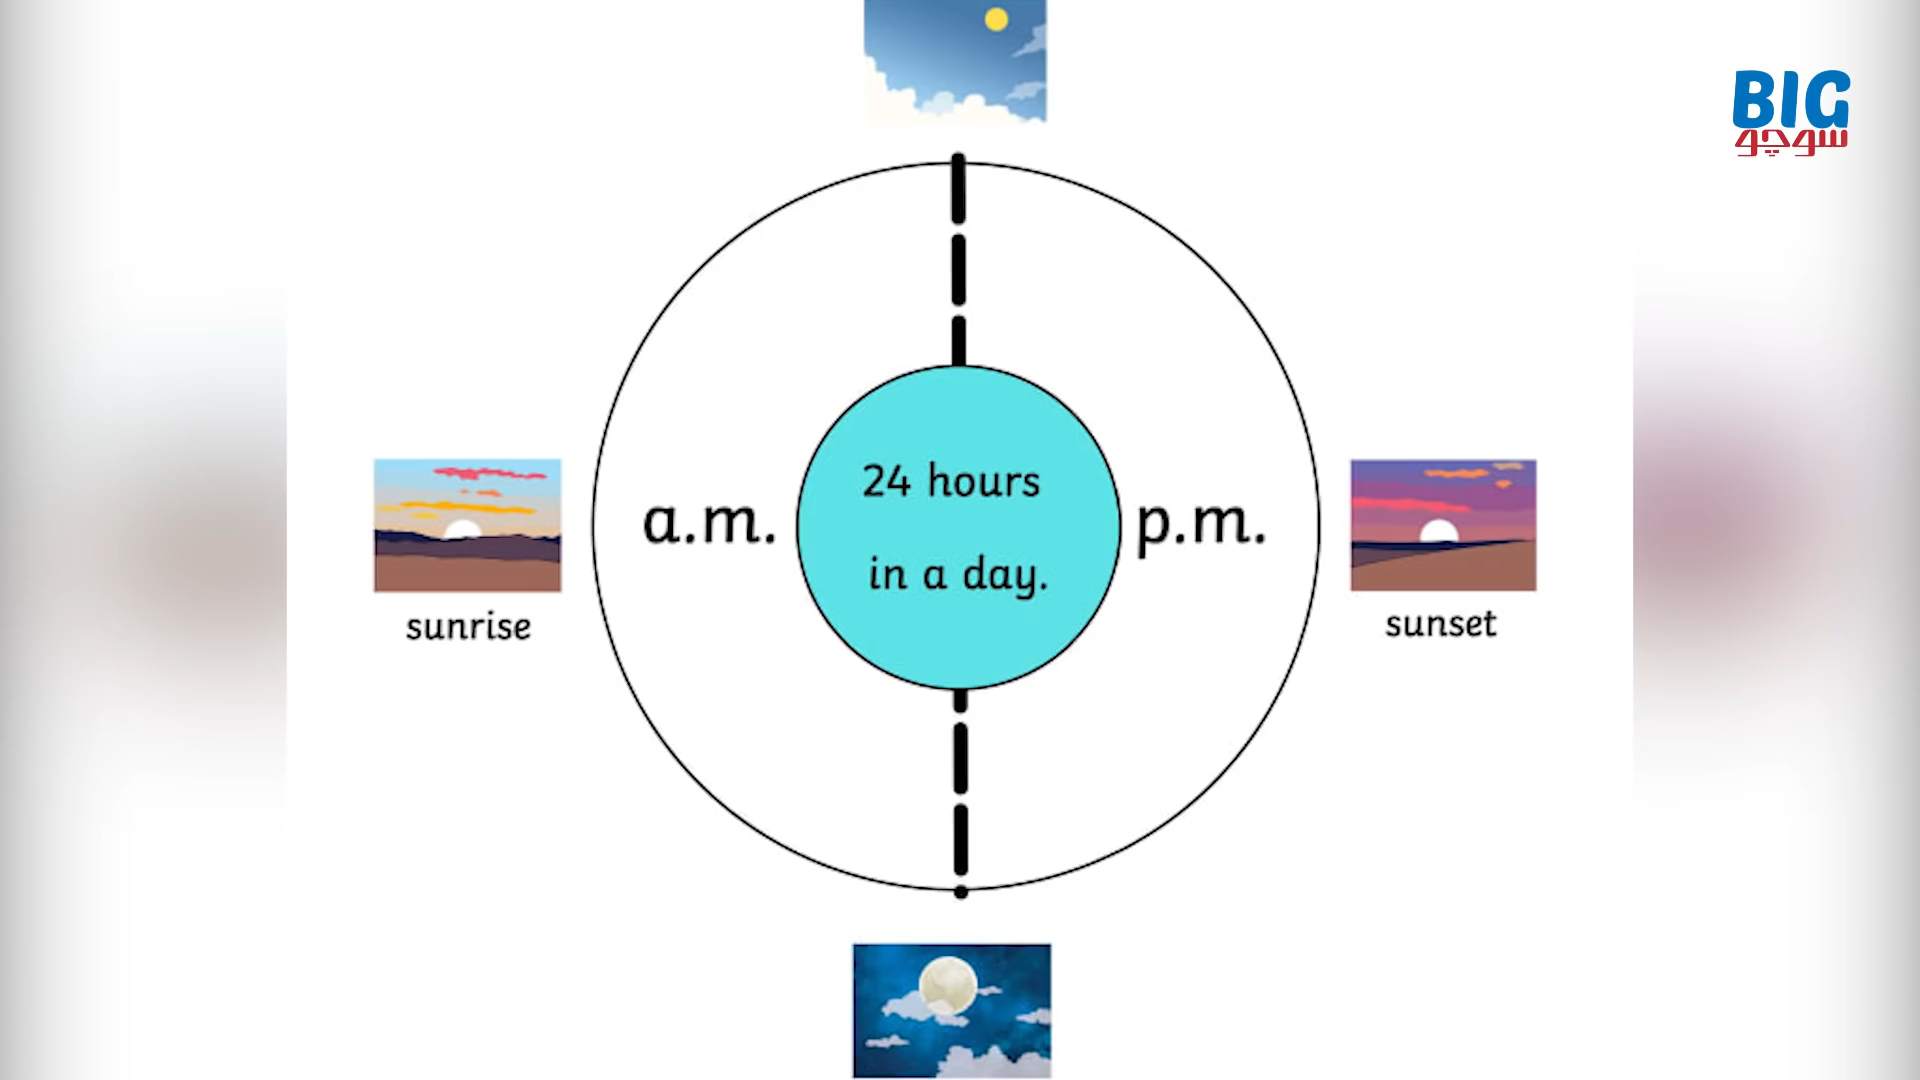 BIG
سوچو
24 hours
a.m.
p.m.
in a day.
sunrise
sunset